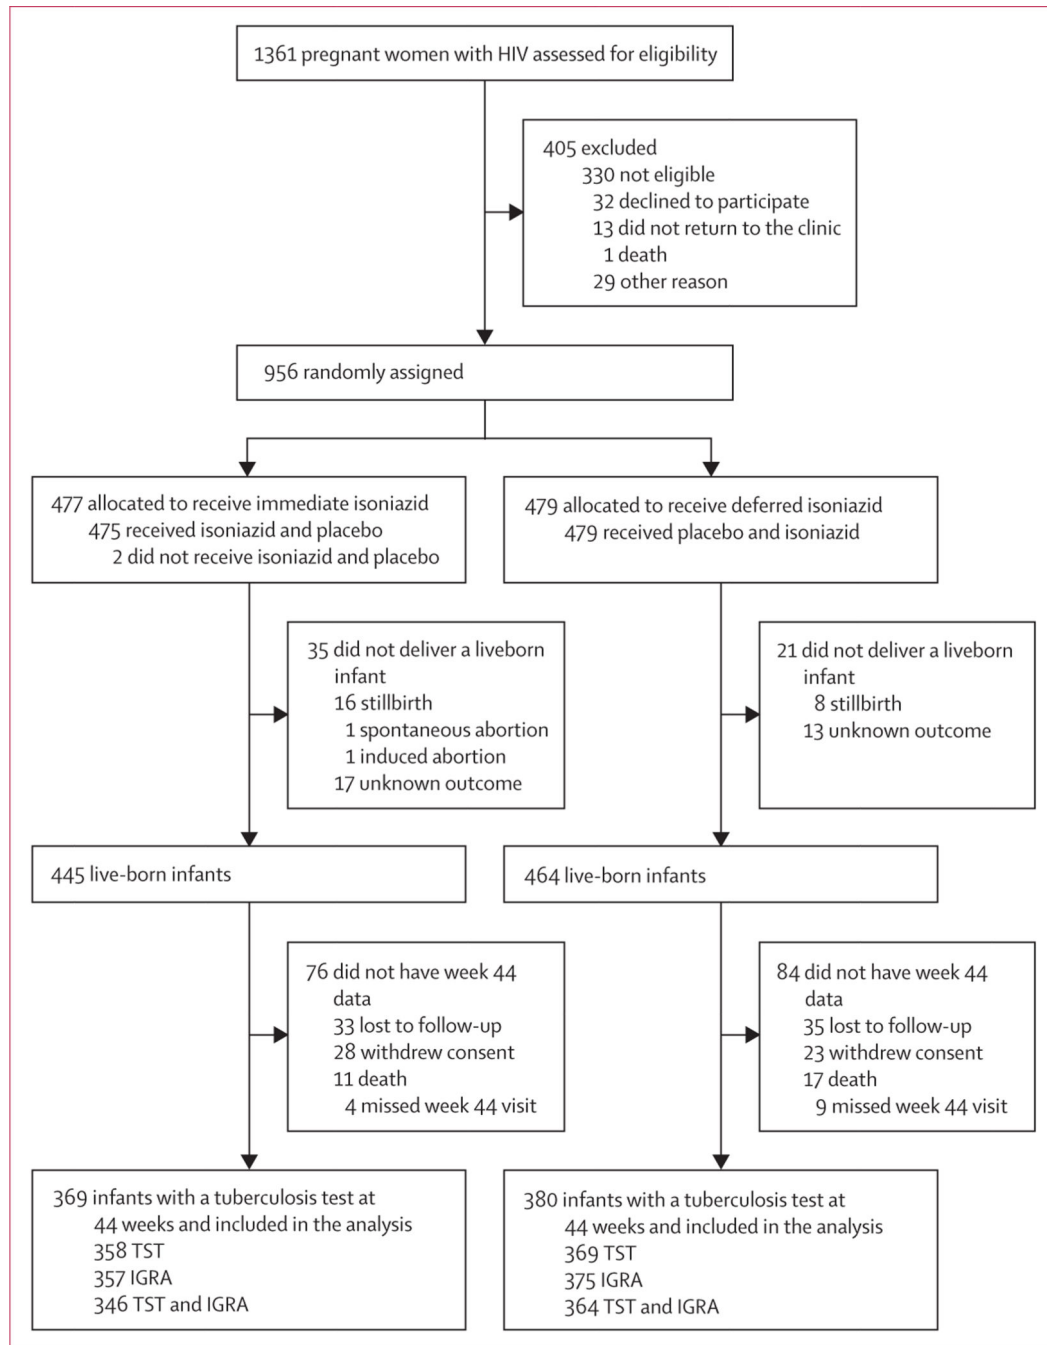 1361 pregnant women with HIV assessed for eligibility
405 excluded
330 not eligible
32 declined to participate
13 did not return to the clinic
1 death
29 other reason
956 randomly assigned
477 allocated to receive immediate isoniazid
475 received isoniazid and placebo
2 did not receive isoniazid and placebo
479 allocated to receive deferred isoniazid
479 received placebo and isoniazid
35 did not deliver a liveborn
infant
16 stillbirth
1 spontaneous abortion
1 induced abortion
17 unknown outcome
21 did not deliver a liveborn
infant
8 stillbirth
13 unknown outcome
445 live-born infants
464 live-born infants
76 did not have week 44
data
33 lost to follow-up
28 withdrew consent
11 death
4 missed week 44 visit
84 did not have week 44
data
35 lost to follow-up
23 withdrew consent
17 death
9 missed week 44 visit
369 infants with a tuberculosis test at
44 weeks and included in the analysis
358 TST
357 IGRA
346 TST and IGRA
380 infants with a tuberculosis test at
44 weeks and included in the analysis
369 TST
375 IGRA
364 TST and IGRA